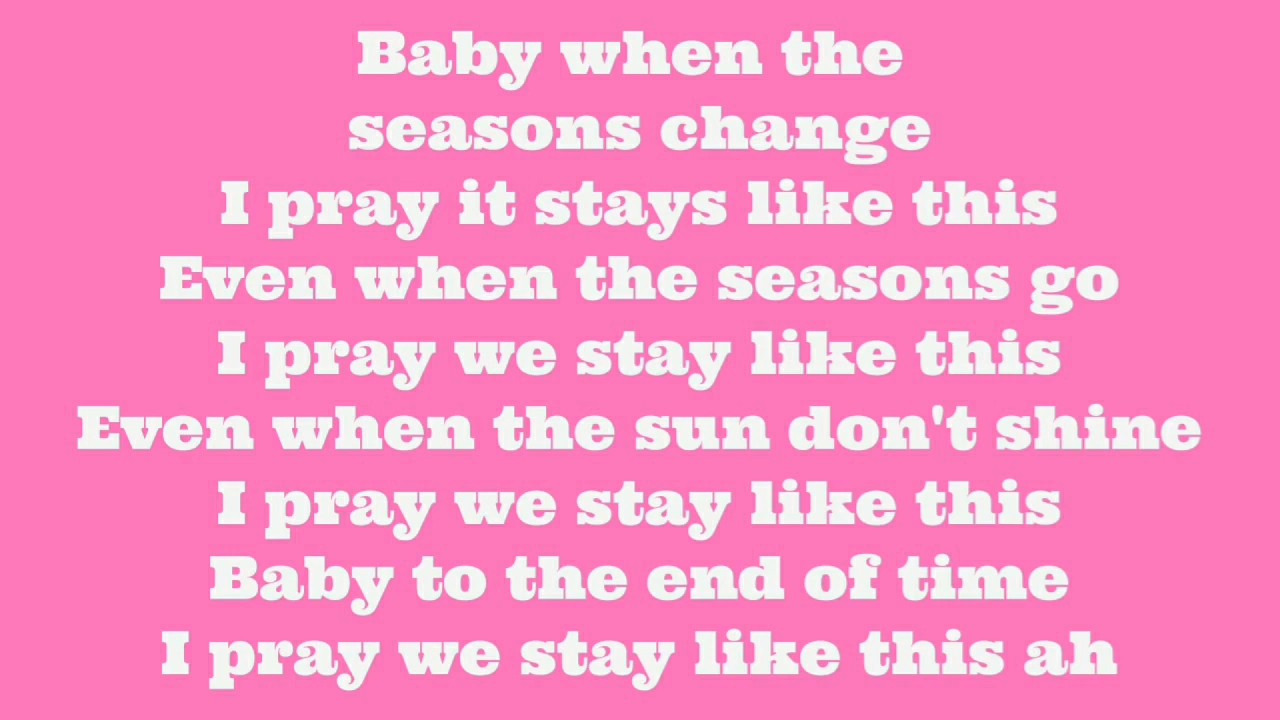 Baby when the
seasons change
I pray it stays like this
Even when the seasons go
I pray we stay like this
Even when the sun don't shine
I pray we stay like this
Baby to the end of time
I pray we stay like this ah